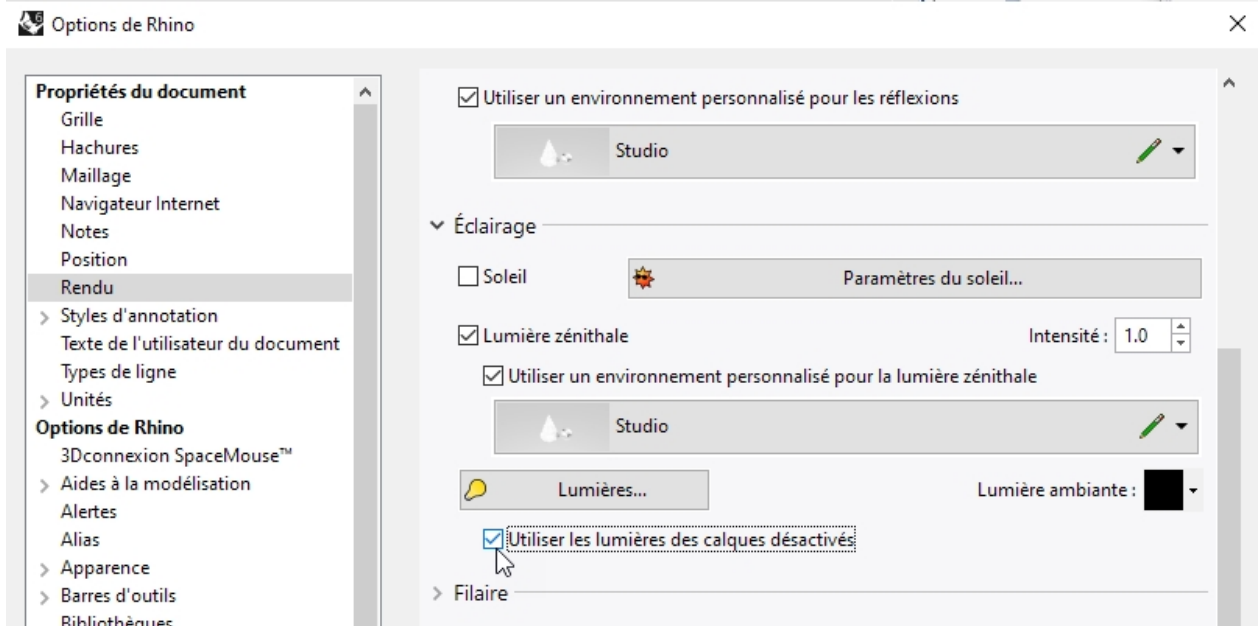 Options de Rhino
Propriétés du document
Grille
Hachures
Maillage
Navigateur Internet
Notes
Position
Rendu
Styles d'annotation
Texte de l'utilisateur du document
Types de ligne
Unités
Options de Rhino
3Dconnexion SpaceMouse™
Aides à la modélisation
Alertes
Alias
Apparence
Barres d'outils
Bibliothèques
Utiliser un environnement personnalisé pour les réflexions
Studio
Éclairage
Soleil Paramètres du soleil...
Lumière zénithale Intensité : 1.0
Utiliser un environnement personnalisé pour la lumière zénithale
Studio
Lumières... Lumière ambiante :
Utiliser les lumières des calques désactivés
Filaire